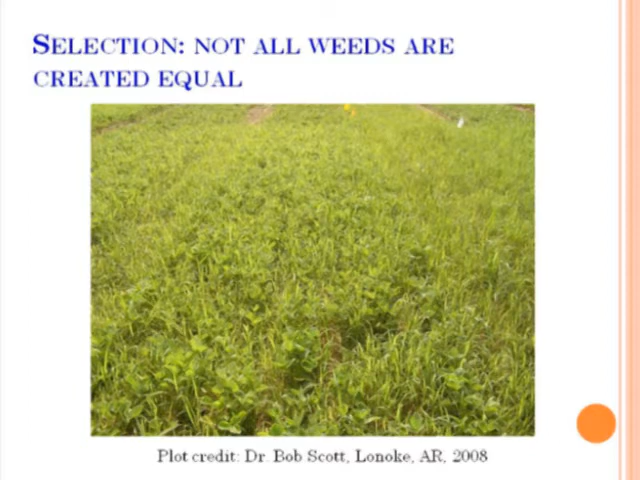 Selection: not all weeds are
created equal
Plot credit: Dr. Bob Scott, Lonoke, AR, 2008